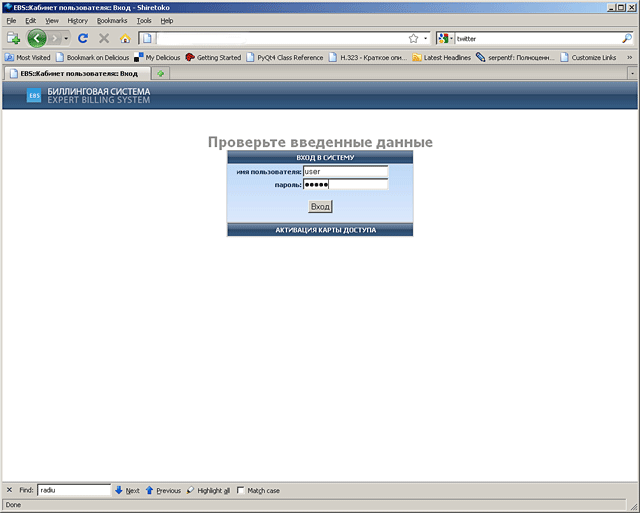 EBS::Кабинет пользователя:: Вход - Shiretoko
File Edit View History Bookmarks Tools Help
twitter
Most Visited Bookmark on Delicious My Delicious Getting Started PyQt4 Class Reference H.323 - Краткое опи... Latest Headlines serpentf: Полноценн... Customize Links »
EBS::Кабинет пользователя:: Вход
EBS БИЛЛИНГОВАЯ СИСТЕМА
EXPERT BILLING SYSTEM
Проверьте введенные данные
ВХОД В СИСТЕМУ
имя пользователя: user
пароль: ●●●●●
Вход
АКТИВАЦИЯ КАРТЫ ДОСТУПА
Find: radiu Next Previous Highlight all Match case
Done